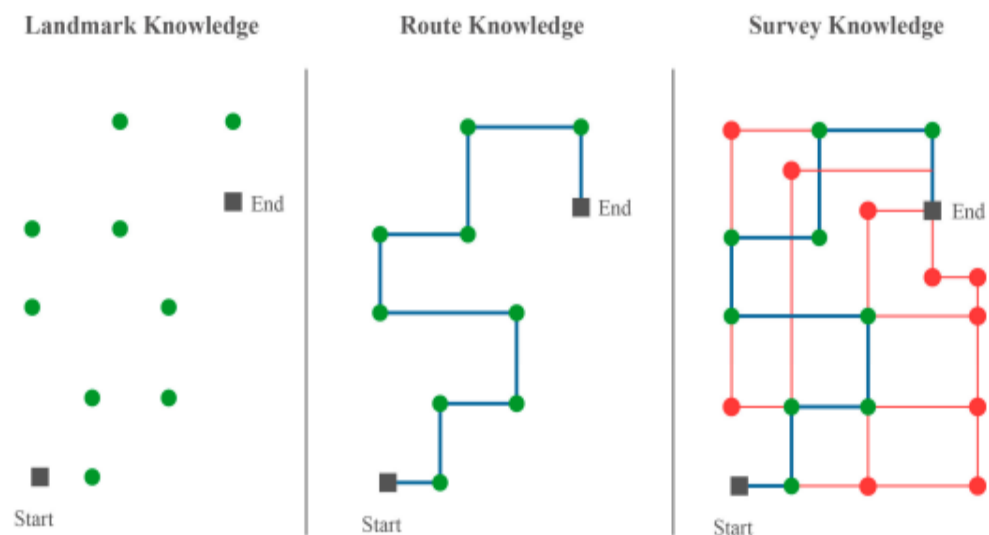 Landmark Knowledge
Route Knowledge
Survey Knowledge
End
End
End
Start
Start
Start